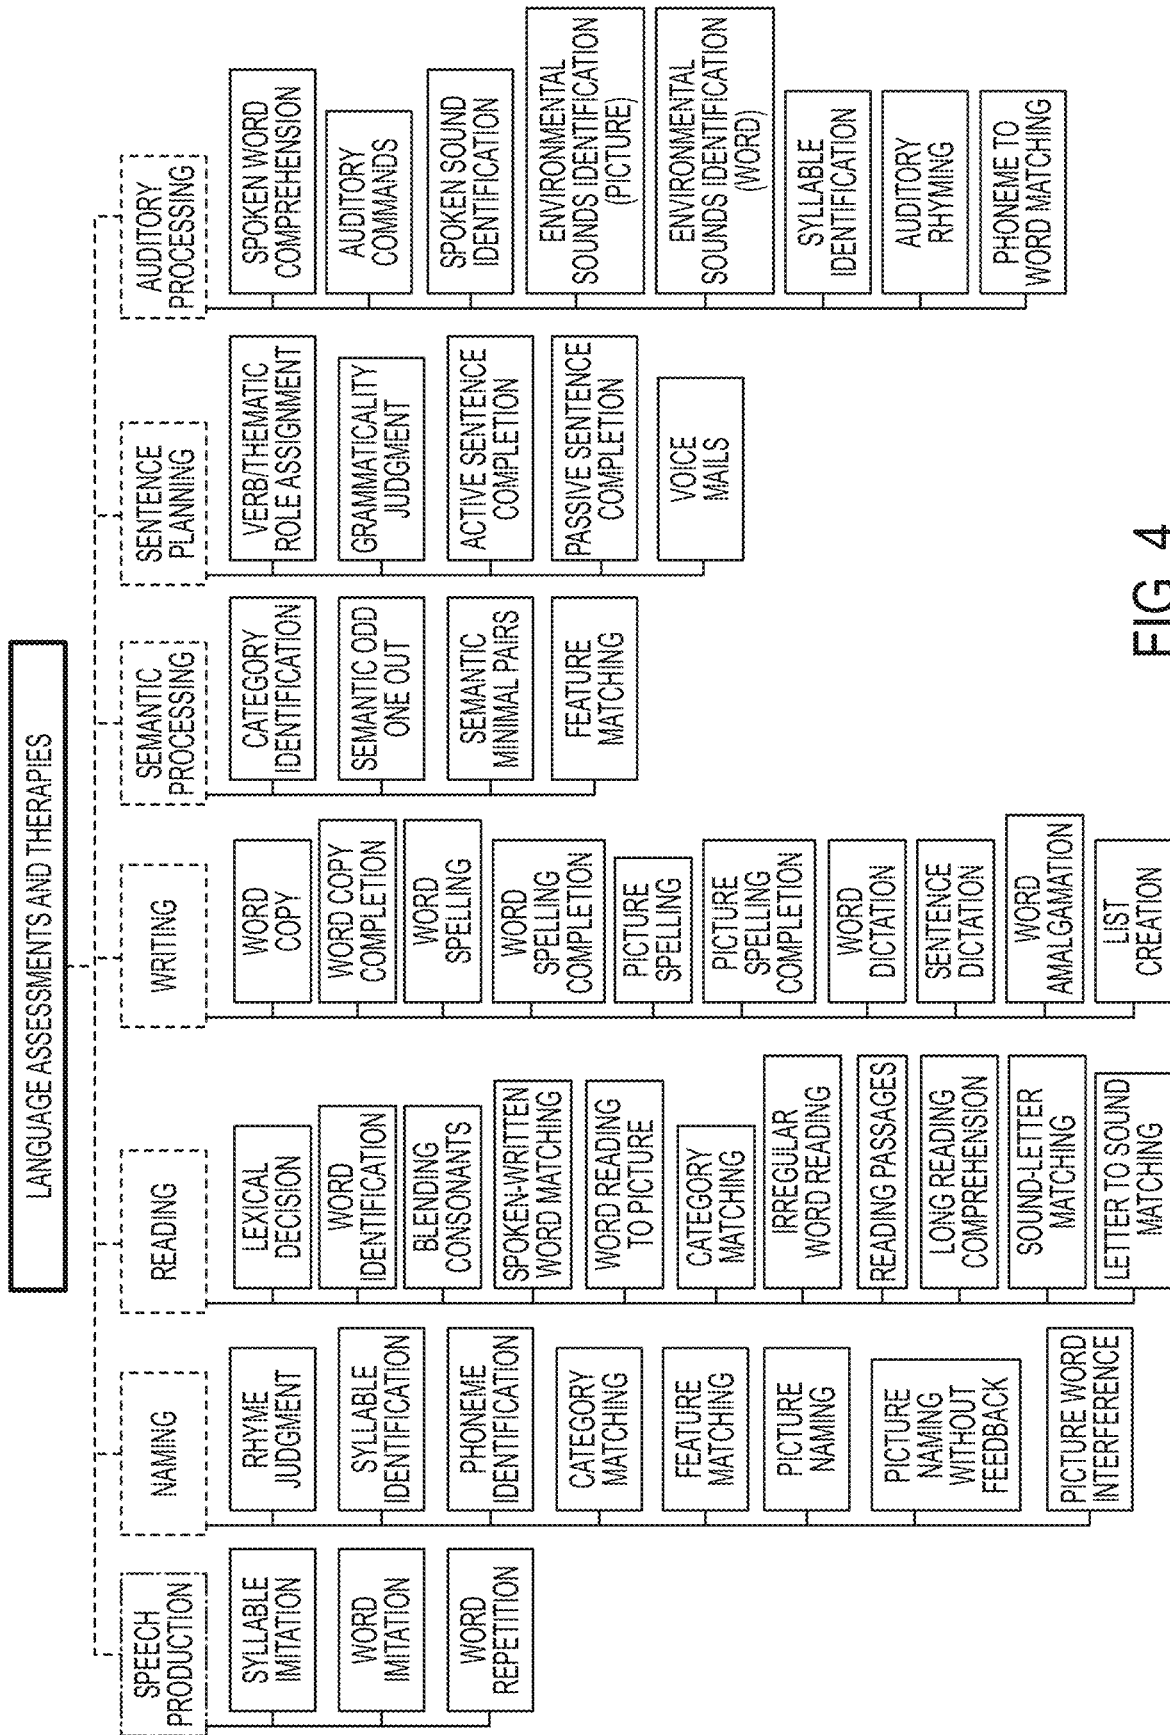 LANGUAGE ASSESSMENTS AND THERAPIES
SPEECH
PRODUCTION
SYLLABLE
IMITATION
WORD
IMITATION
WORD
REPETITION
NAMING
RHYME
JUDGMENT
SYLLABLE
IDENTIFICATION
PHONEME
IDENTIFICATION
CATEGORY
MATCHING
FEATURE
MATCHING
PICTURE
NAMING
PICTURE
NAMING
WITHOUT
FEEDBACK
PICTURE WORD
INTERFERENCE
READING
LEXICAL
DECISION
WORD
IDENTIFICATION
BLENDING
CONSONANTS
SPOKEN-WRITTEN
WORD MATCHING
WORD READING
TO PICTURE
CATEGORY
MATCHING
IRREGULAR
WORD READING
READING PASSAGES
LONG READING
COMPREHENSION
SOUND-LETTER
MATCHING
LETTER TO SOUND
MATCHING
WRITING
WORD
COPY
WORD COPY
COMPLETION
WORD
SPELLING
WORD
SPELLING
COMPLETION
PICTURE
SPELLING
PICTURE
SPELLING
COMPLETION
WORD
DICTATION
SENTENCE
DICTATION
WORD
AMALGAMATION
LIST
CREATION
SEMANTIC
PROCESSING
CATEGORY
IDENTIFICATION
SEMANTIC ODD
ONE OUT
SEMANTIC
MINIMAL PAIRS
FEATURE
MATCHING
SENTENCE
PLANNING
VERB/THEMATIC
ROLE ASSIGNMENT
GRAMMATICALITY
JUDGMENT
ACTIVE SENTENCE
COMPLETION
PASSIVE SENTENCE
COMPLETION
VOICE
MAILS
AUDITORY
PROCESSING
SPOKEN WORD
COMPREHENSION
AUDITORY
COMMANDS
SPOKEN SOUND
IDENTIFICATION
ENVIRONMENTAL
SOUNDS IDENTIFICATION
(PICTURE)
ENVIRONMENTAL
SOUNDS IDENTIFICATION
(WORD)
SYLLABLE
IDENTIFICATION
AUDITORY
RHYMING
PHONEME TO
WORD MATCHING
FIG. 4